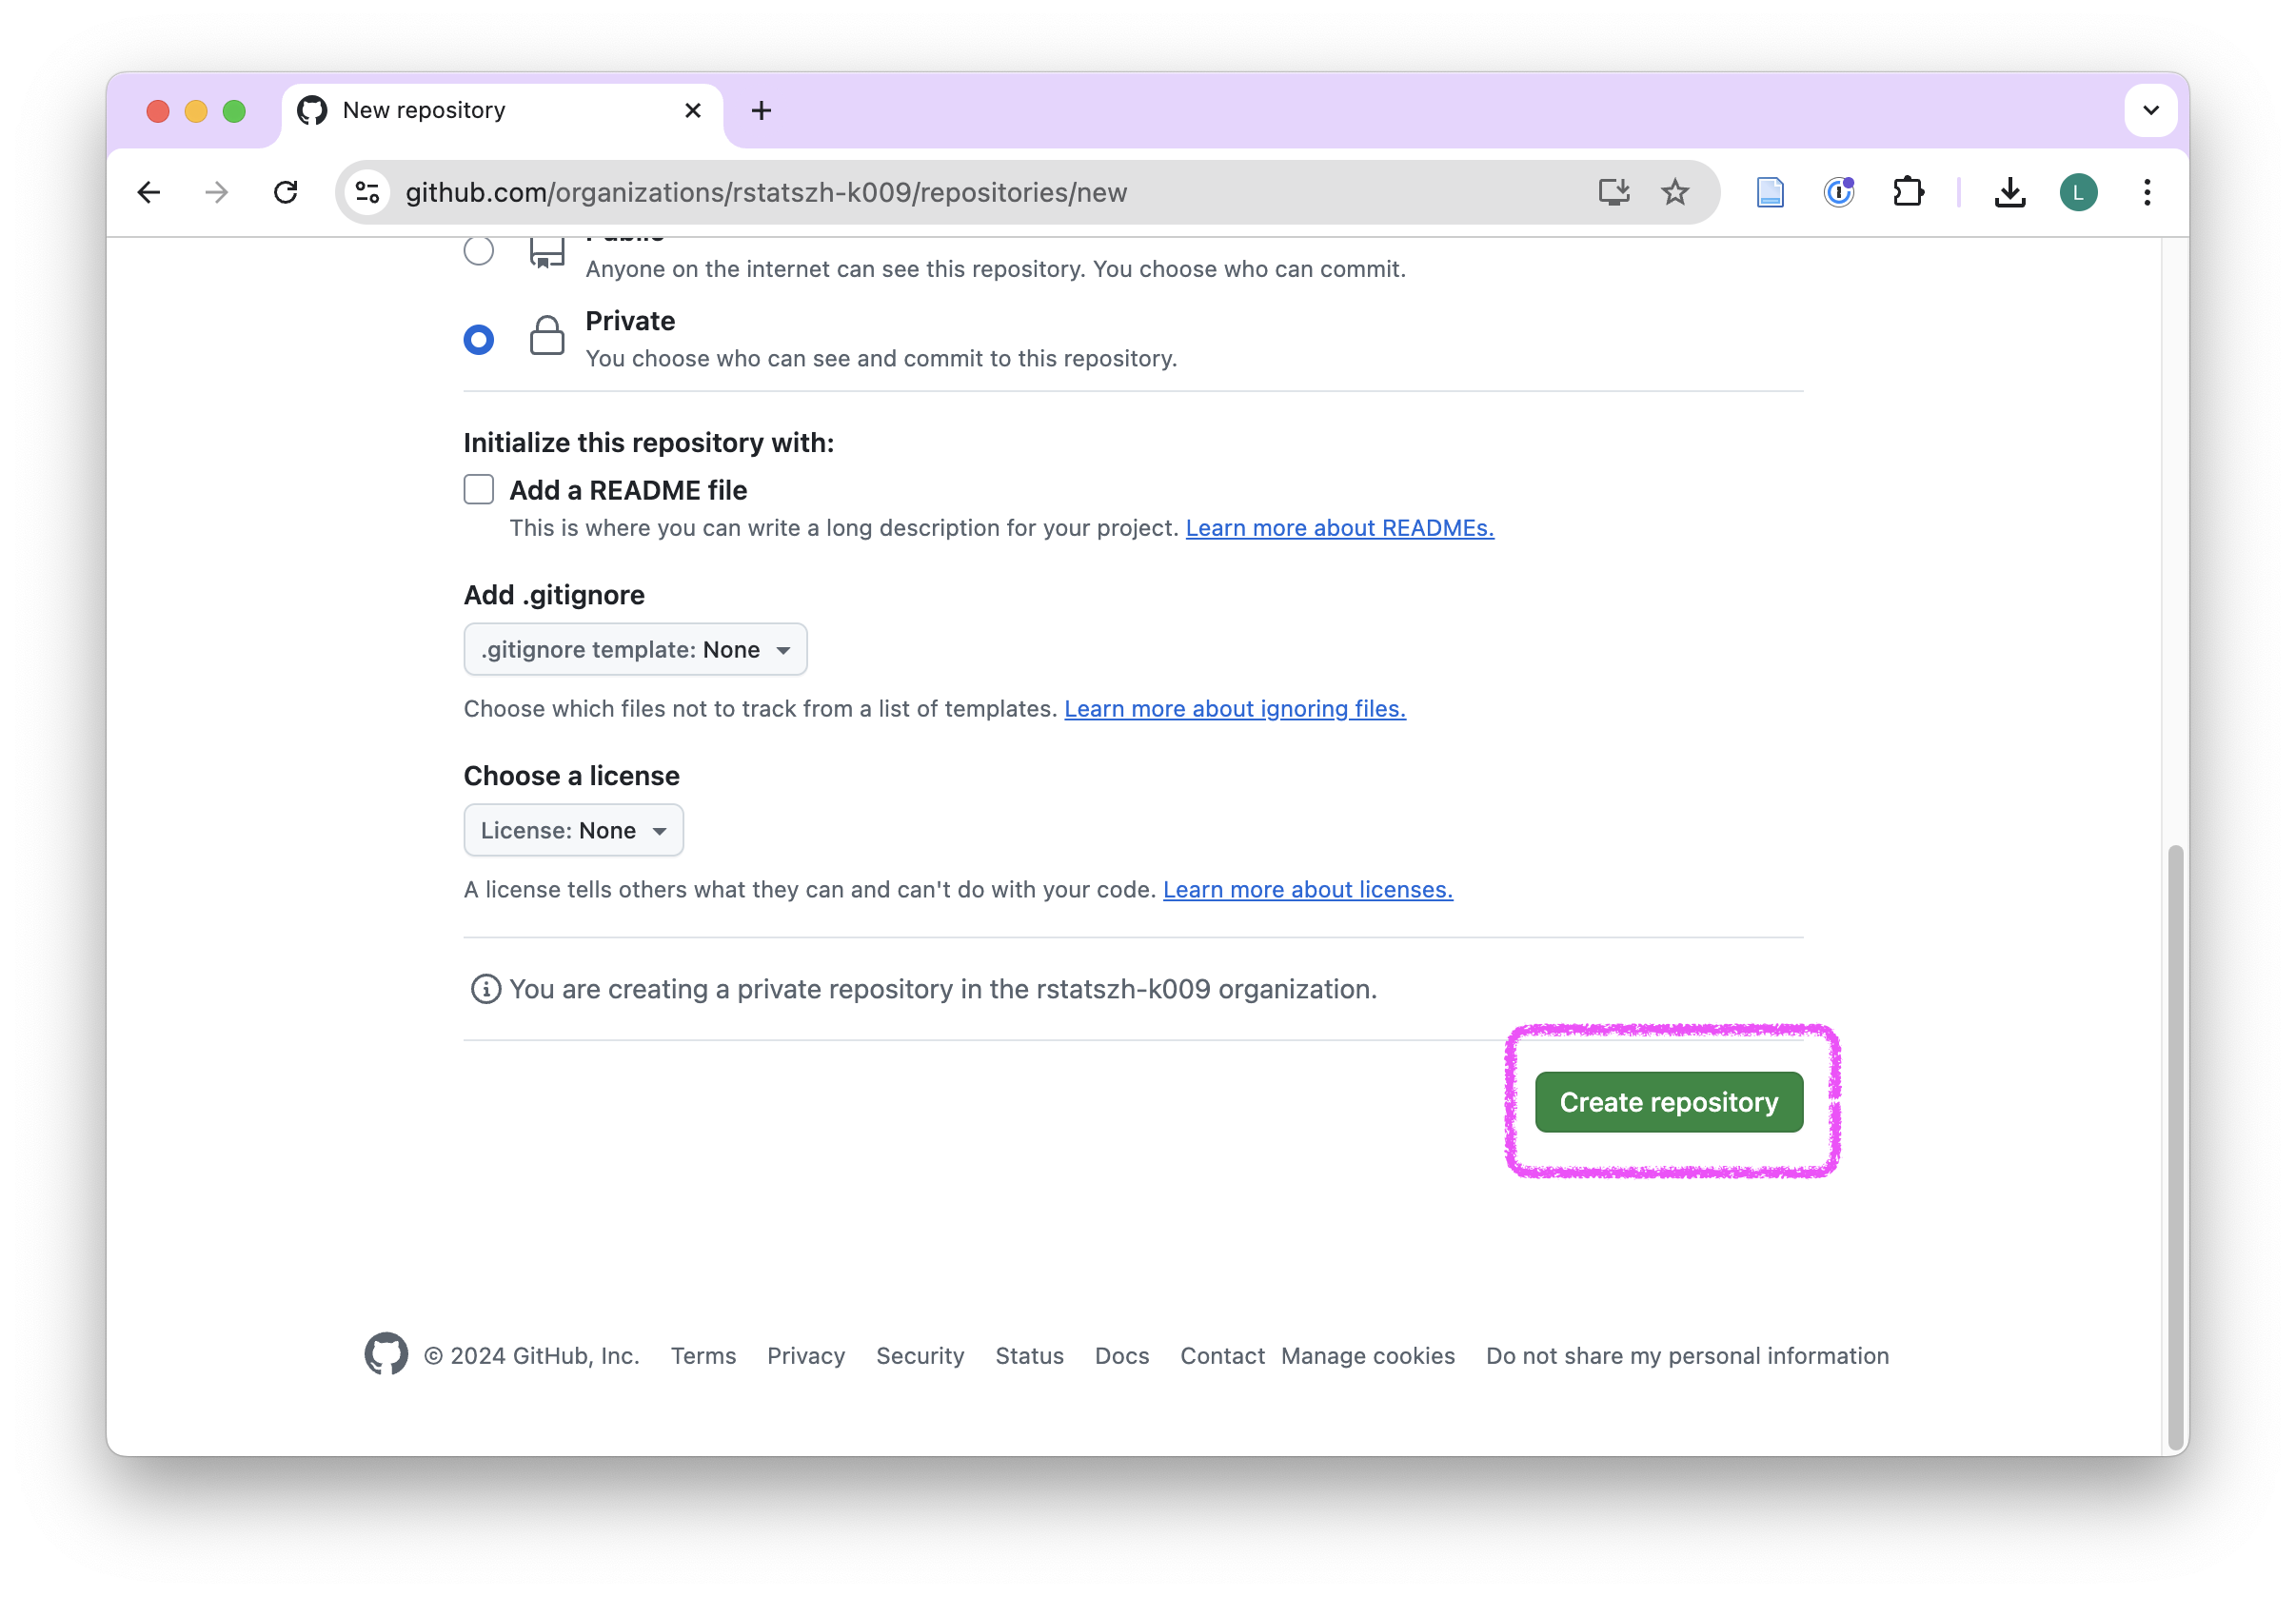 New repository
github.com/organizations/rstatszh-k009/repositories/new
L
Public
Anyone on the internet can see this repository. You choose who can commit.
Private
You choose who can see and commit to this repository.
Initialize this repository with:
Add a README file
This is where you can write a long description for your project. Learn more about READMEs.
Add .gitignore
.gitignore template: None
Choose which files not to track from a list of templates. Learn more about ignoring files.
Choose a license
License: None
A license tells others what they can and can't do with your code. Learn more about licenses.
You are creating a private repository in the rstatszh-k009 organization.
Create repository
© 2024 GitHub, Inc. Terms Privacy Security Status Docs Contact Manage cookies Do not share my personal information